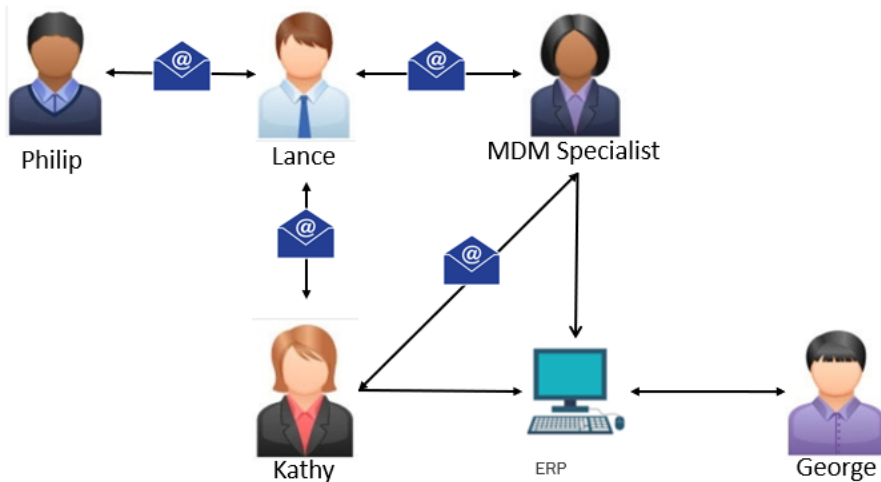 @
@
Philip
Lance
MDM Specialist
@
@
Kathy
ERP
George